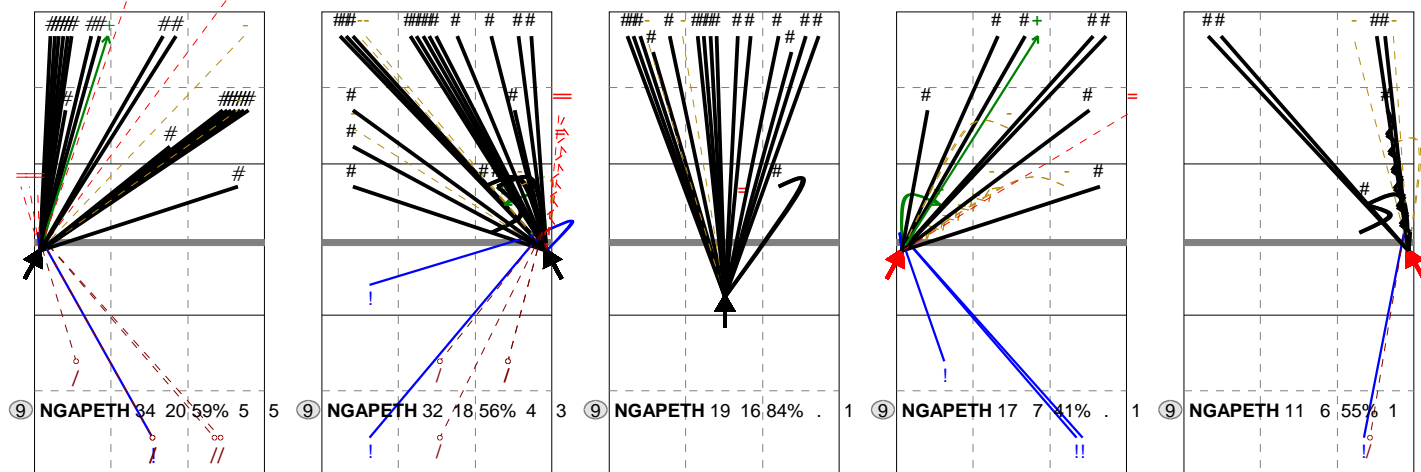 9 NGAPETH 34 20 59% 5 5
9 NGAPETH 32 18 56% 4 3
9 NGAPETH 19 16 84% . 1
9 NGAPETH 17 7 41% . 1
9 NGAPETH 11 6 55% 1